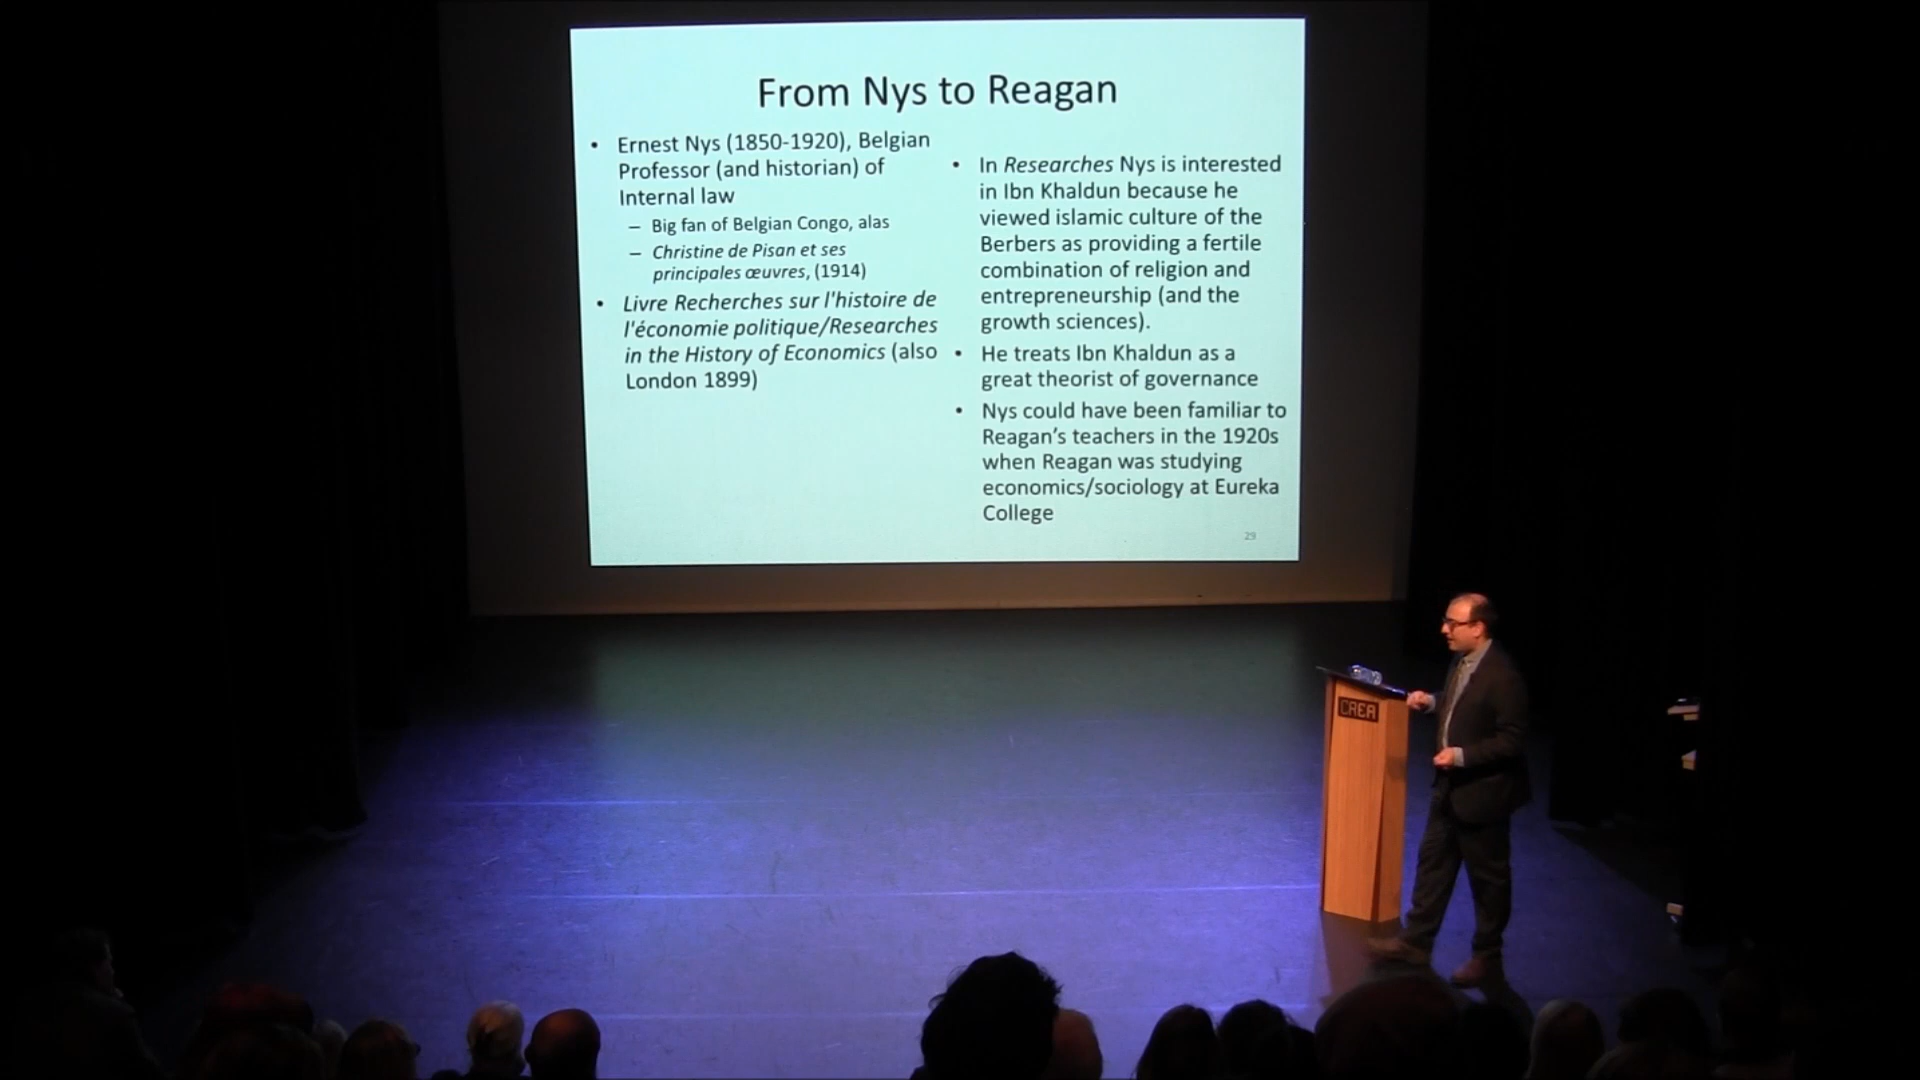 From Nys to Reagan
• Ernest Nys (1850-1920), Belgian
Professor (and historian) of
Internal law
– Big fan of Belgian Congo, alas
– Christine de Pisan et ses
principales œuvres, (1914)
• Livre Recherches sur l'histoire de
l'économie politique/Researches
in the History of Economics (also
London 1899)
• In Researches Nys is interested
in Ibn Khaldun because he
viewed islamic culture of the
Berbers as providing a fertile
combination of religion and
entrepreneurship (and the
growth sciences).
• He treats Ibn Khaldun as a
great theorist of governance
• Nys could have been familiar to
Reagan’s teachers in the 1920s
when Reagan was studying
economics/sociology at Eureka
College
29
CREA